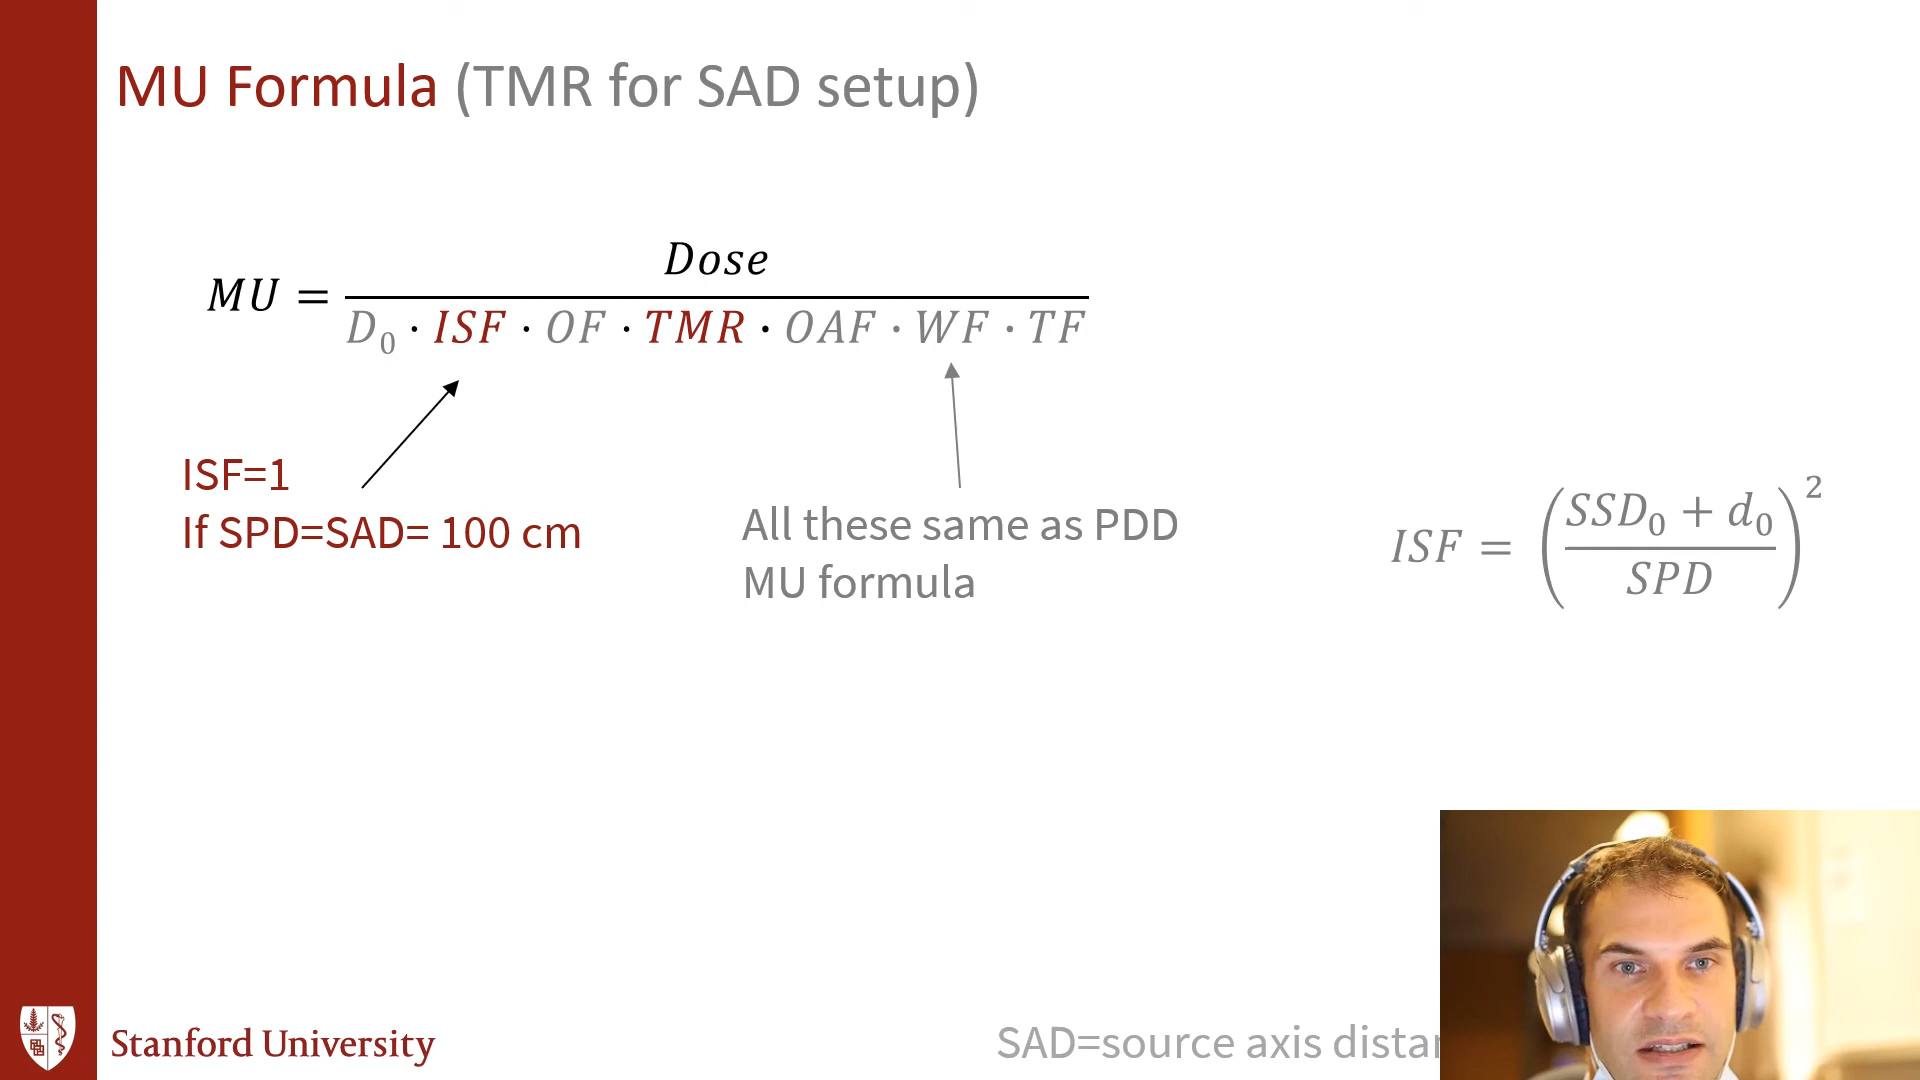 MU Formula (TMR for SAD setup)
MU = Dose / D₀ · ISF · OF · TMR · OAF · WF · TF
ISF=1
If SPD=SAD= 100 cm
All these same as PDD
MU formula
ISF = (SSD₀ + d₀ / SPD)²
Stanford University
SAD=source axis